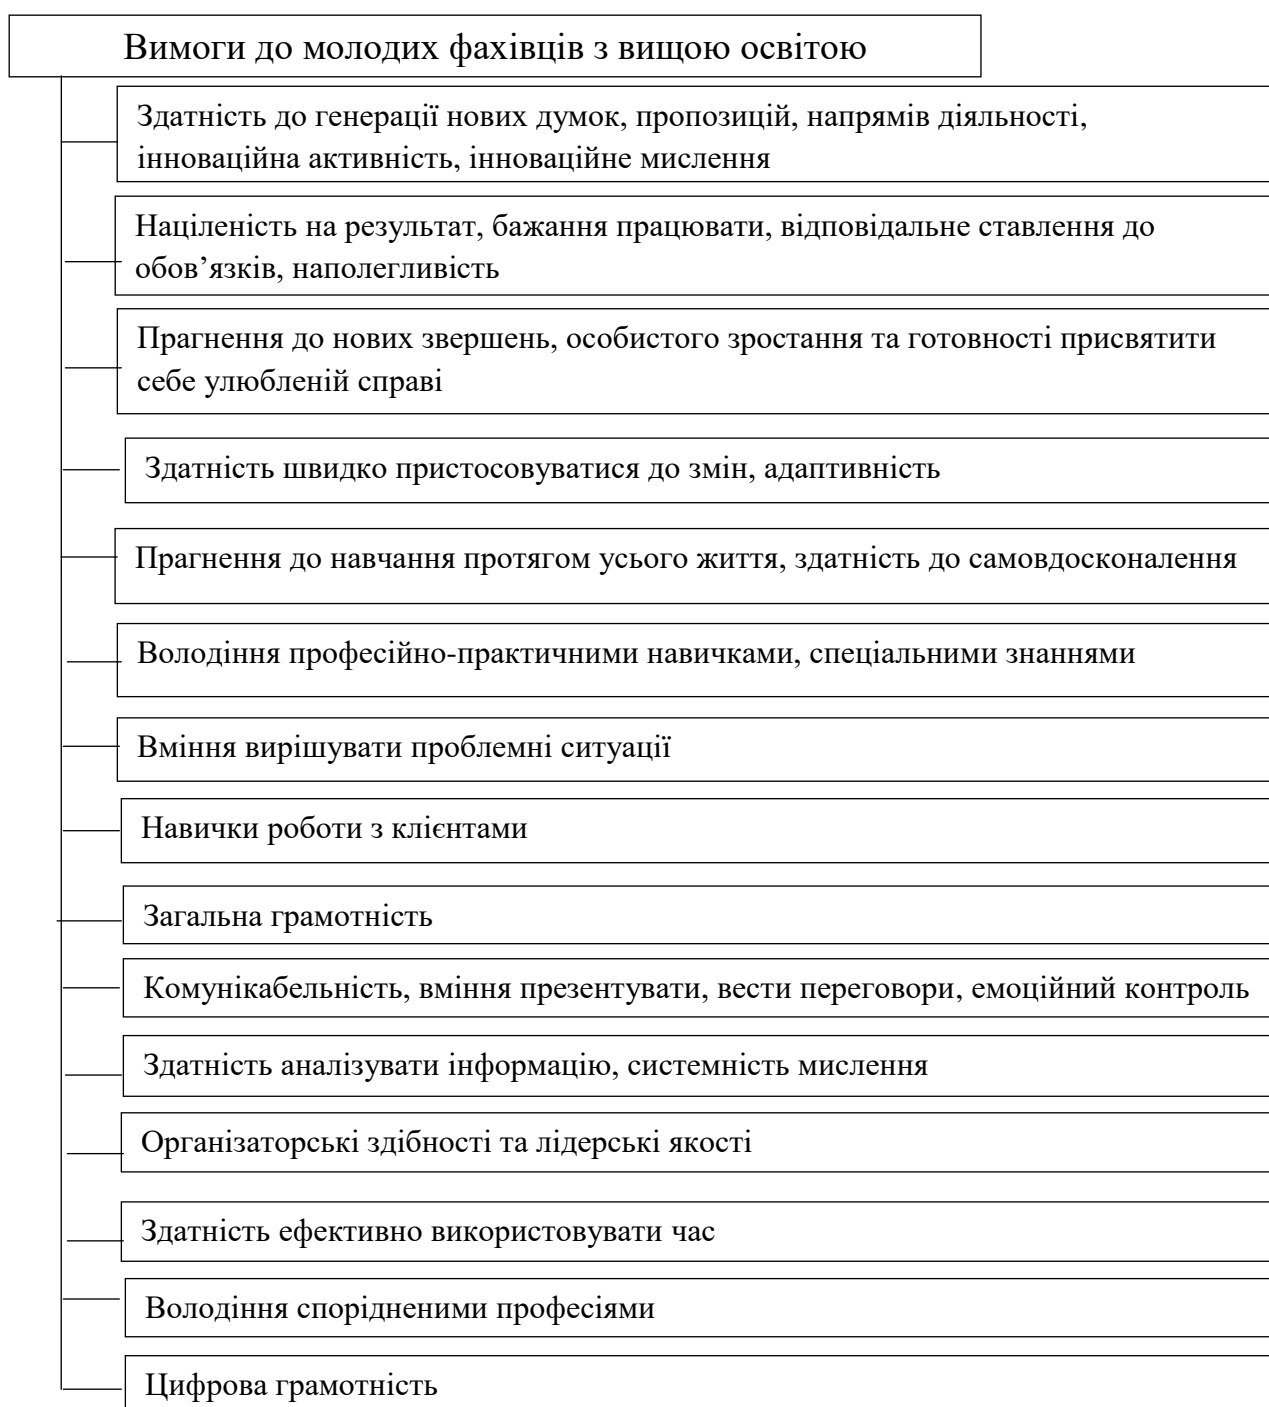 Вимоги до молодих фахівців з вищою освітою
Здатність до генерації нових думок, пропозицій, напрямів діяльності,
інноваційна активність, інноваційне мислення
Націленість на результат, бажання працювати, відповідальне ставлення до
обов’язків, наполегливість
Прагнення до нових звершень, особистого зростання та готовності присвятити
себе улюбленій справі
Здатність швидко пристосовуватися до змін, адаптивність
Прагнення до навчання протягом усього життя, здатність до самовдосконалення
Володіння професійно-практичними навичками, спеціальними знаннями
Вміння вирішувати проблемні ситуації
Навички роботи з клієнтами
Загальна грамотність
Комунікабельність, вміння презентувати, вести переговори, емоційний контроль
Здатність аналізувати інформацію, системність мислення
Організаторські здібності та лідерські якості
Здатність ефективно використовувати час
Володіння спорідненими професіями
Цифрова грамотність